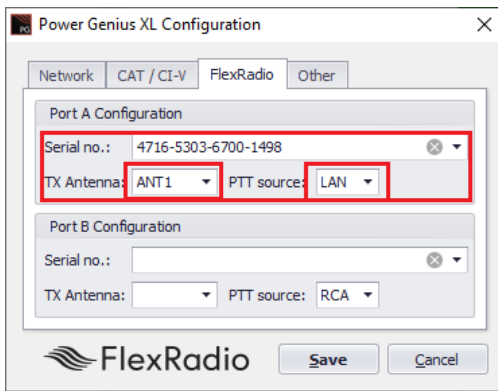 PG Power Genius XL Configuration
Network CAT / CI-V FlexRadio Other
Port A Configuration
Serial no.: 4716-5303-6700-1498
TX Antenna: ANT1 PTT source: LAN
Port B Configuration
Serial no.:
TX Antenna: PTT source: RCA
FlexRadio Save Cancel